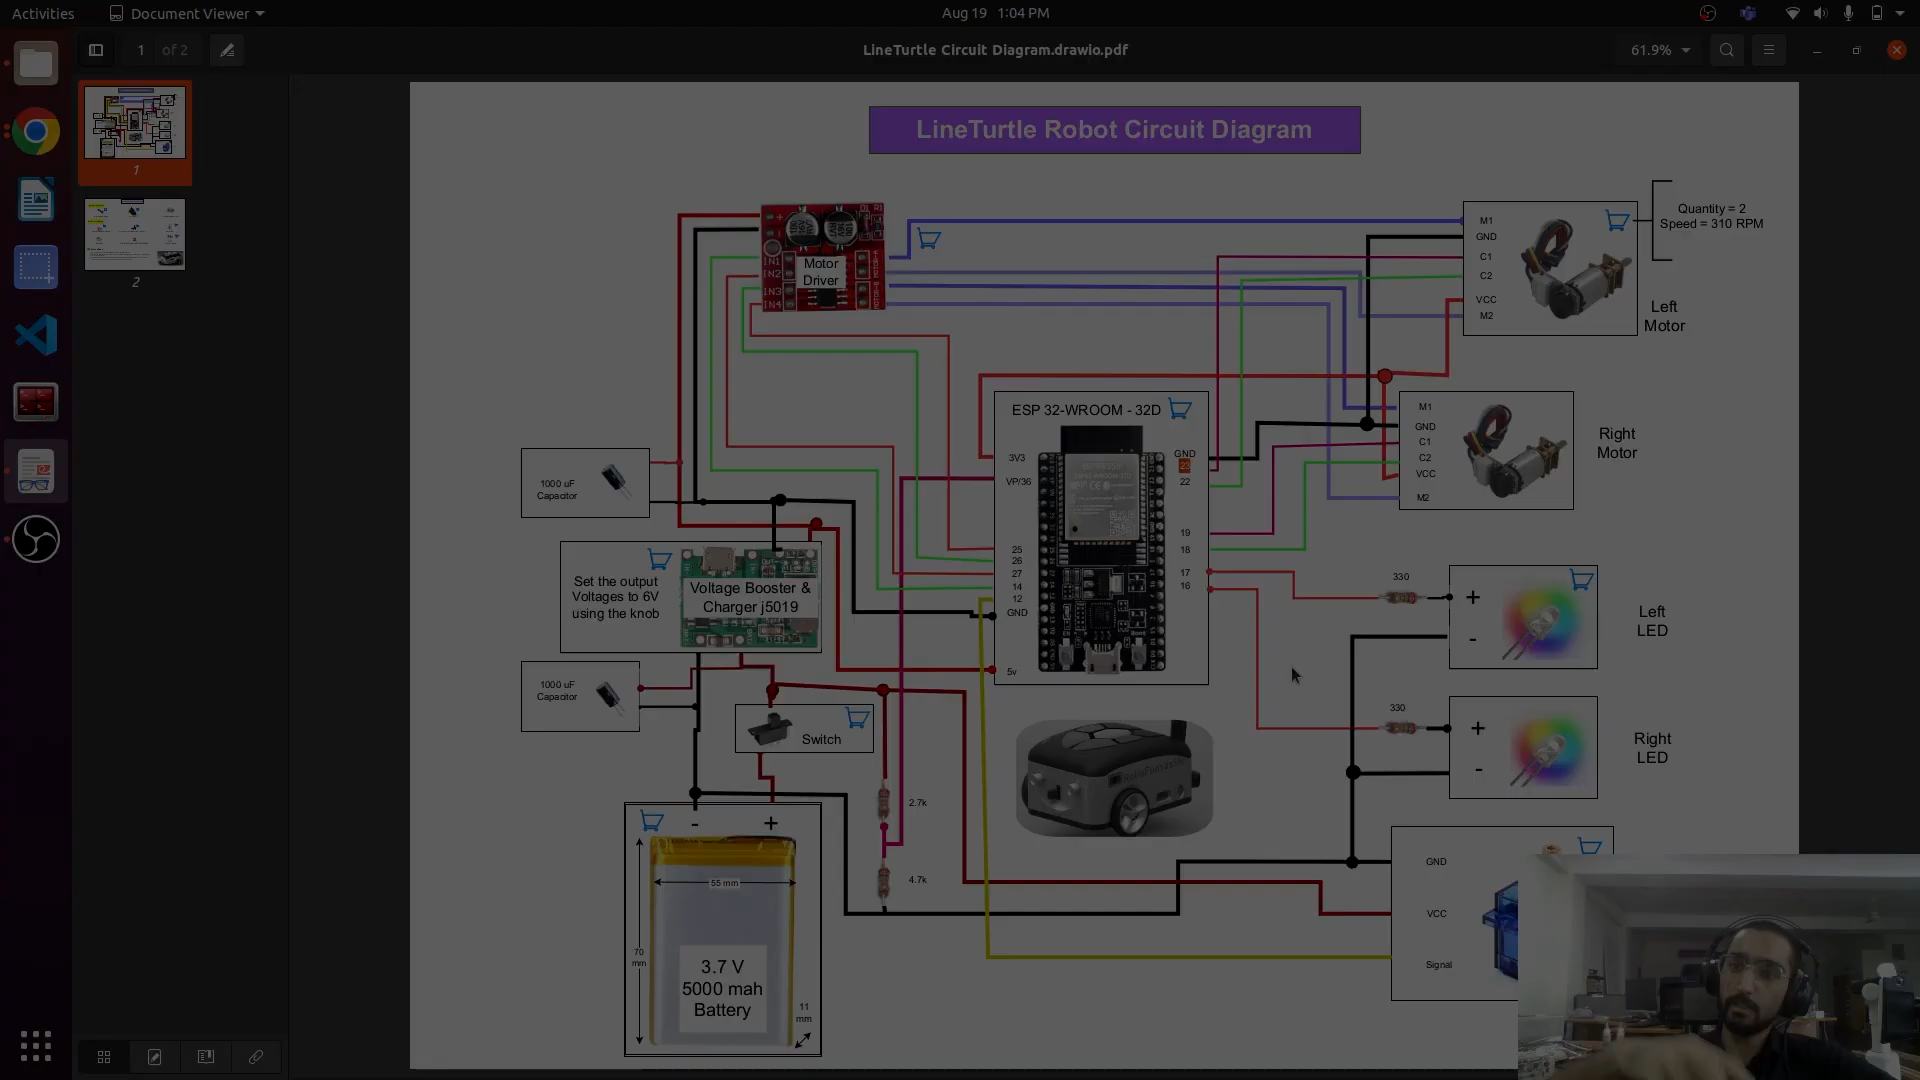 Activities
Document Viewer
Aug 19 1:04 PM
1 of 2
LineTurtle Circuit Diagram.drawio.pdf
61.9%
1
2
LineTurtle Robot Circuit Diagram
Motor
Driver
IN1
IN2
IN3
IN4
M1
GND
C1
C2
VCC
M2
Quantity = 2
Speed = 310 RPM
Left
Motor
M1
GND
C1
C2
VCC
M2
Right
Motor
ESP 32-WROOM - 32D
3V3
VP/36
25
26
27
14
12
GND
5v
GND
23
22
19
18
17
16
1000 uF
Capacitor
Set the output
Voltages to 6V
using the knob
Voltage Booster &
Charger j5019
1000 uF
Capacitor
Switch
330
+
-
Left
LED
330
+
-
Right
LED
2.7k
4.7k
- +
55 mm
70
mm
11
mm
3.7 V
5000 mah
Battery
GND
VCC
Signal